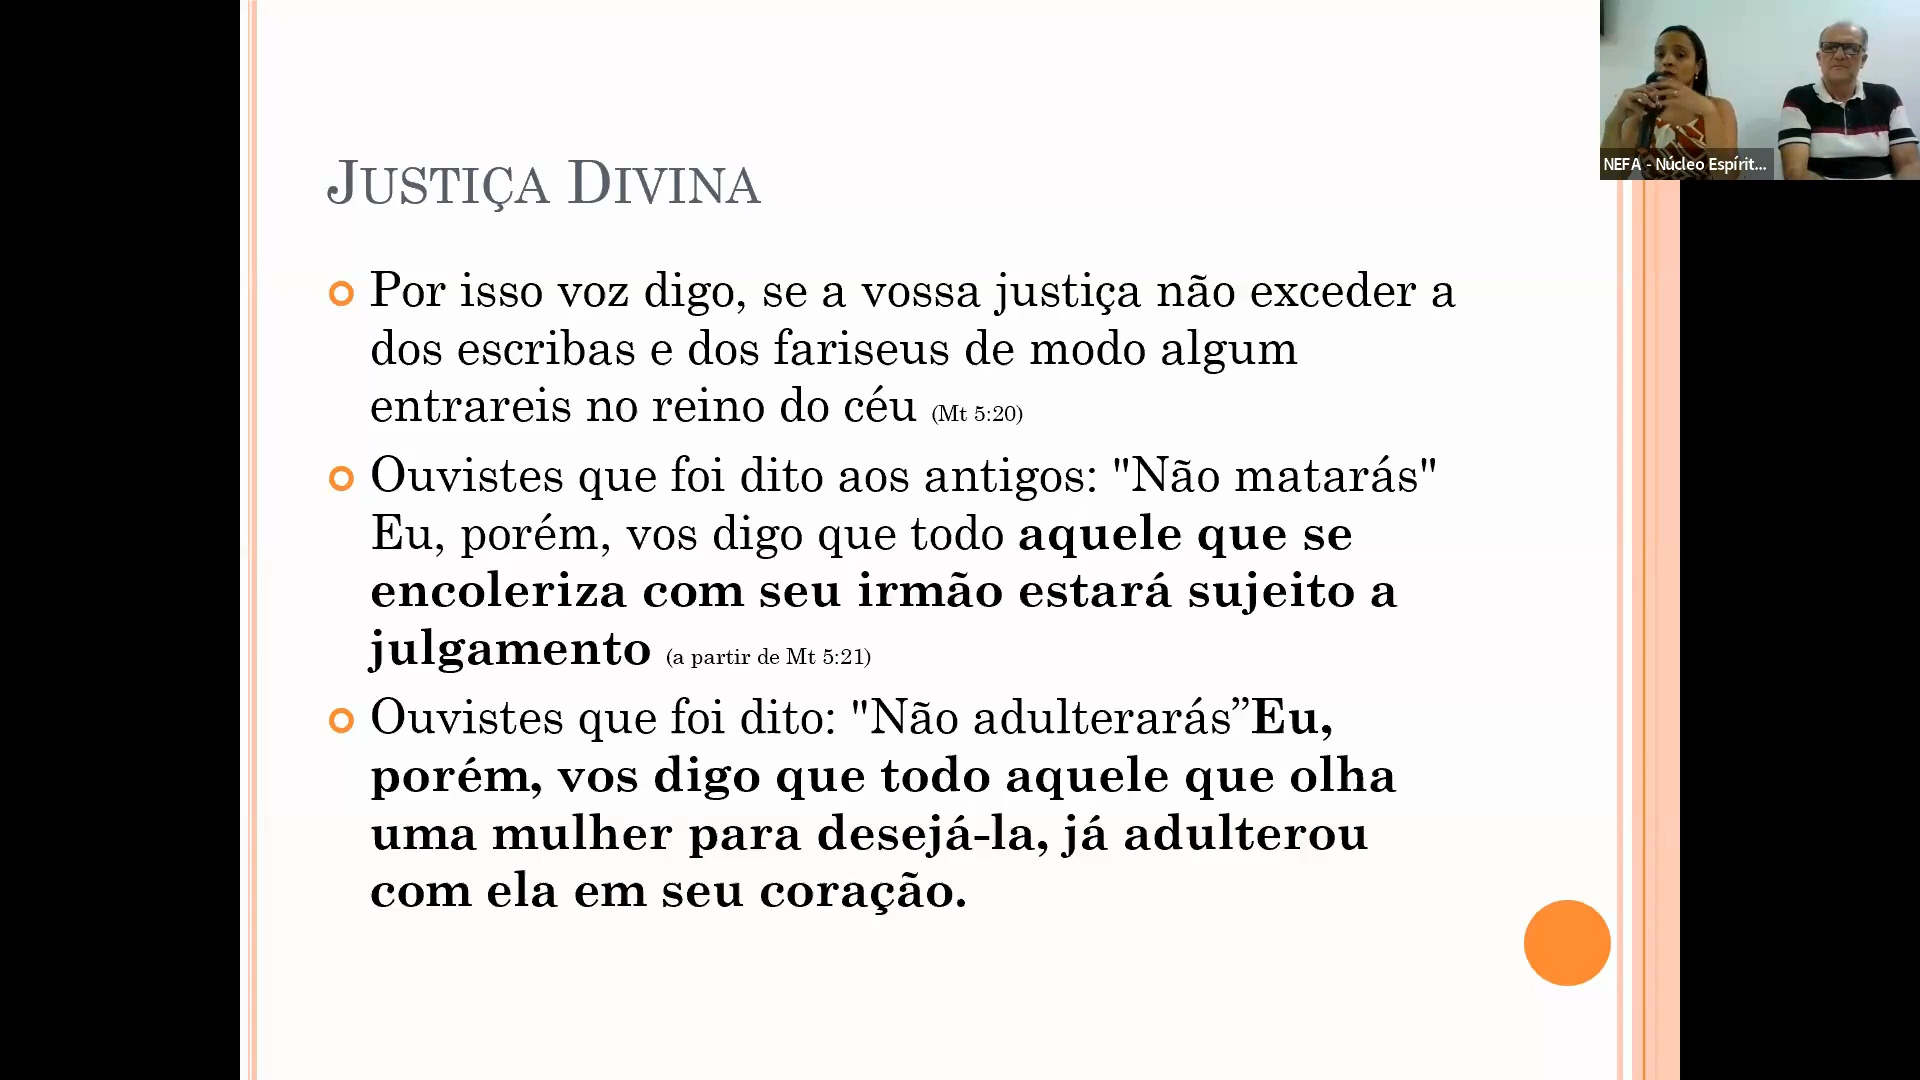 JUSTIÇA DIVINA
Por isso voz digo, se a vossa justiça não exceder a
dos escribas e dos fariseus de modo algum
entrareis no reino do céu (Mt 5:20)
Ouvistes que foi dito aos antigos: "Não matarás"
Eu, porém, vos digo que todo aquele que se
encoleriza com seu irmão estará sujeito a
julgamento (a partir de Mt 5:21)
Ouvistes que foi dito: "Não adulterarás”Eu,
porém, vos digo que todo aquele que olha
uma mulher para desejá-la, já adulterou
com ela em seu coração.
NEFA - Núcleo Espírit...